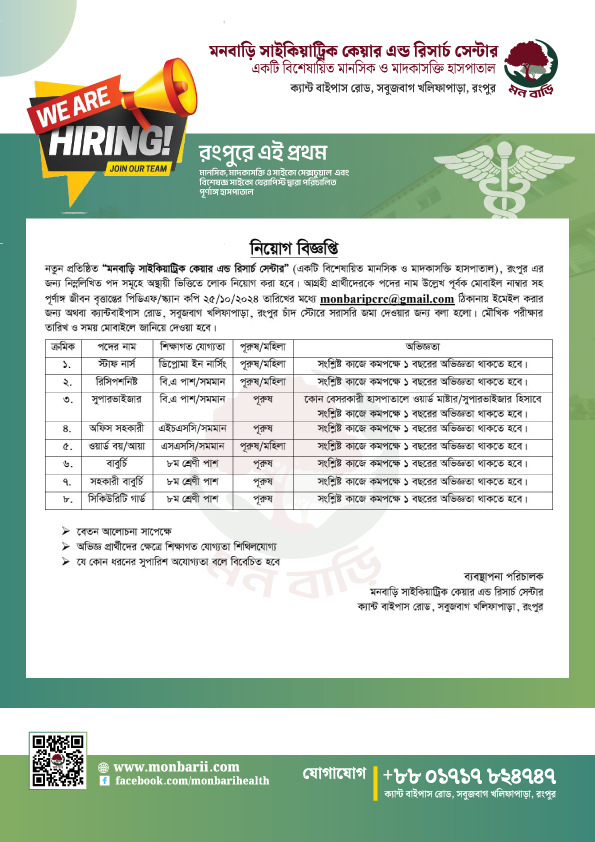 মনবাড়ি সাইকিয়াট্রিক কেয়ার এন্ড রিসার্চ সেন্টার
একটি বিশেষায়িত মানসিক ও মাদকাসক্তি হাসপাতাল
ক্যান্ট বাইপাস রোড, সবুজবাগ খলিফাপাড়া, রংপুর
মন বাড়ি
WE ARE
HIRING!
JOIN OUR TEAM
রংপুরে এই প্রথম
মানসিক, মাদকাসক্তি ও সাইকো সেক্সচুয়াল এবং
বিশেষজ্ঞ সাইকো থেরাপিস্ট দ্বারা পরিচালিত
পূর্ণাঙ্গ হাসপাতাল
নিয়োগ বিজ্ঞপ্তি
নতুন প্রতিষ্ঠিত “মনবাড়ি সাইকিয়াট্রিক কেয়ার এন্ড রিসার্চ সেন্টার” (একটি বিশেষায়িত মানসিক ও মাদকাসক্তি হাসপাতাল), রংপুর এর
জন্য নিম্নলিখিত পদ সমূহে অস্থায়ী ভিত্তিতে লোক নিয়োগ করা হবে। আগ্রহী প্রার্থীদেরকে পদের নাম উল্লেখ পূর্বক মোবাইল নাম্বার সহ
পূর্ণাঙ্গ জীবন বৃত্তান্তের পিডিএফ/স্ক্যান কপি ২৫/১০/২০২৪ তারিখের মধ্যে monbaripcrc@gmail.com ঠিকানায় ইমেইল করার
জন্য অথবা ক্যান্টবাইপাস রোড, সবুজবাগ খলিফাপাড়া, রংপুর চাঁদ স্টোরে সরাসরি জমা দেওয়ার জন্য বলা হলো। মৌখিক পরীক্ষার
তারিখ ও সময় মোবাইলে জানিয়ে দেওয়া হবে।
ক্রমিক পদের নাম শিক্ষাগত যোগ্যতা পুরুষ/মহিলা অভিজ্ঞতা
১. স্টাফ নার্স ডিপ্লোমা ইন নার্সিং পুরুষ/মহিলা সংশ্লিষ্ট কাজে কমপক্ষে ১ বছরের অভিজ্ঞতা থাকতে হবে।
২. রিসিপশনিষ্ট বি.এ পাশ/সমমান পুরুষ/মহিলা সংশ্লিষ্ট কাজে কমপক্ষে ১ বছরের অভিজ্ঞতা থাকতে হবে।
৩. সুপারভাইজার বি.এ পাশ/সমমান পুরুষ কোন বেসরকারী হাসপাতালে ওয়ার্ড মাষ্টার/সুপারভাইজার হিসাবে
সংশ্লিষ্ট কাজে কমপক্ষে ১ বছরের অভিজ্ঞতা থাকতে হবে।
৪. অফিস সহকারী এইচএসসি/সমমান পুরুষ সংশ্লিষ্ট কাজে কমপক্ষে ১ বছরের অভিজ্ঞতা থাকতে হবে।
৫. ওয়ার্ড বয়/আয়া এসএসসি/সমমান পুরুষ/মহিলা সংশ্লিষ্ট কাজে কমপক্ষে ১ বছরের অভিজ্ঞতা থাকতে হবে।
৬. বাবুর্চি ৮ম শ্রেণী পাশ পুরুষ সংশ্লিষ্ট কাজে কমপক্ষে ১ বছরের অভিজ্ঞতা থাকতে হবে।
৭. সহকারী বাবুর্চি ৮ম শ্রেণী পাশ পুরুষ সংশ্লিষ্ট কাজে কমপক্ষে ১ বছরের অভিজ্ঞতা থাকতে হবে।
৮. সিকিউরিটি গার্ড ৮ম শ্রেণী পাশ পুরুষ সংশ্লিষ্ট কাজে কমপক্ষে ১ বছরের অভিজ্ঞতা থাকতে হবে।
➢ বেতন আলোচনা সাপেক্ষে
➢ অভিজ্ঞ প্রার্থীদের ক্ষেত্রে শিক্ষাগত যোগ্যতা শিথিলযোগ্য
➢ যে কোন ধরনের সুপারিশ অযোগ্যতা বলে বিবেচিত হবে
মন বাড়ি
ব্যবস্থাপনা পরিচালক
মনবাড়ি সাইকিয়াট্রিক কেয়ার এন্ড রিসার্চ সেন্টার
ক্যান্ট বাইপাস রোড, সবুজবাগ খলিফাপাড়া, রংপুর
www.monbarii.com
facebook.com/monbarihealth
যোগাযোগ
+৮৮ ০১৭১৭ ৮২৪৭৪৭
ক্যান্ট বাইপাস রোড, সবুজবাগ খলিফাপাড়া, রংপুর